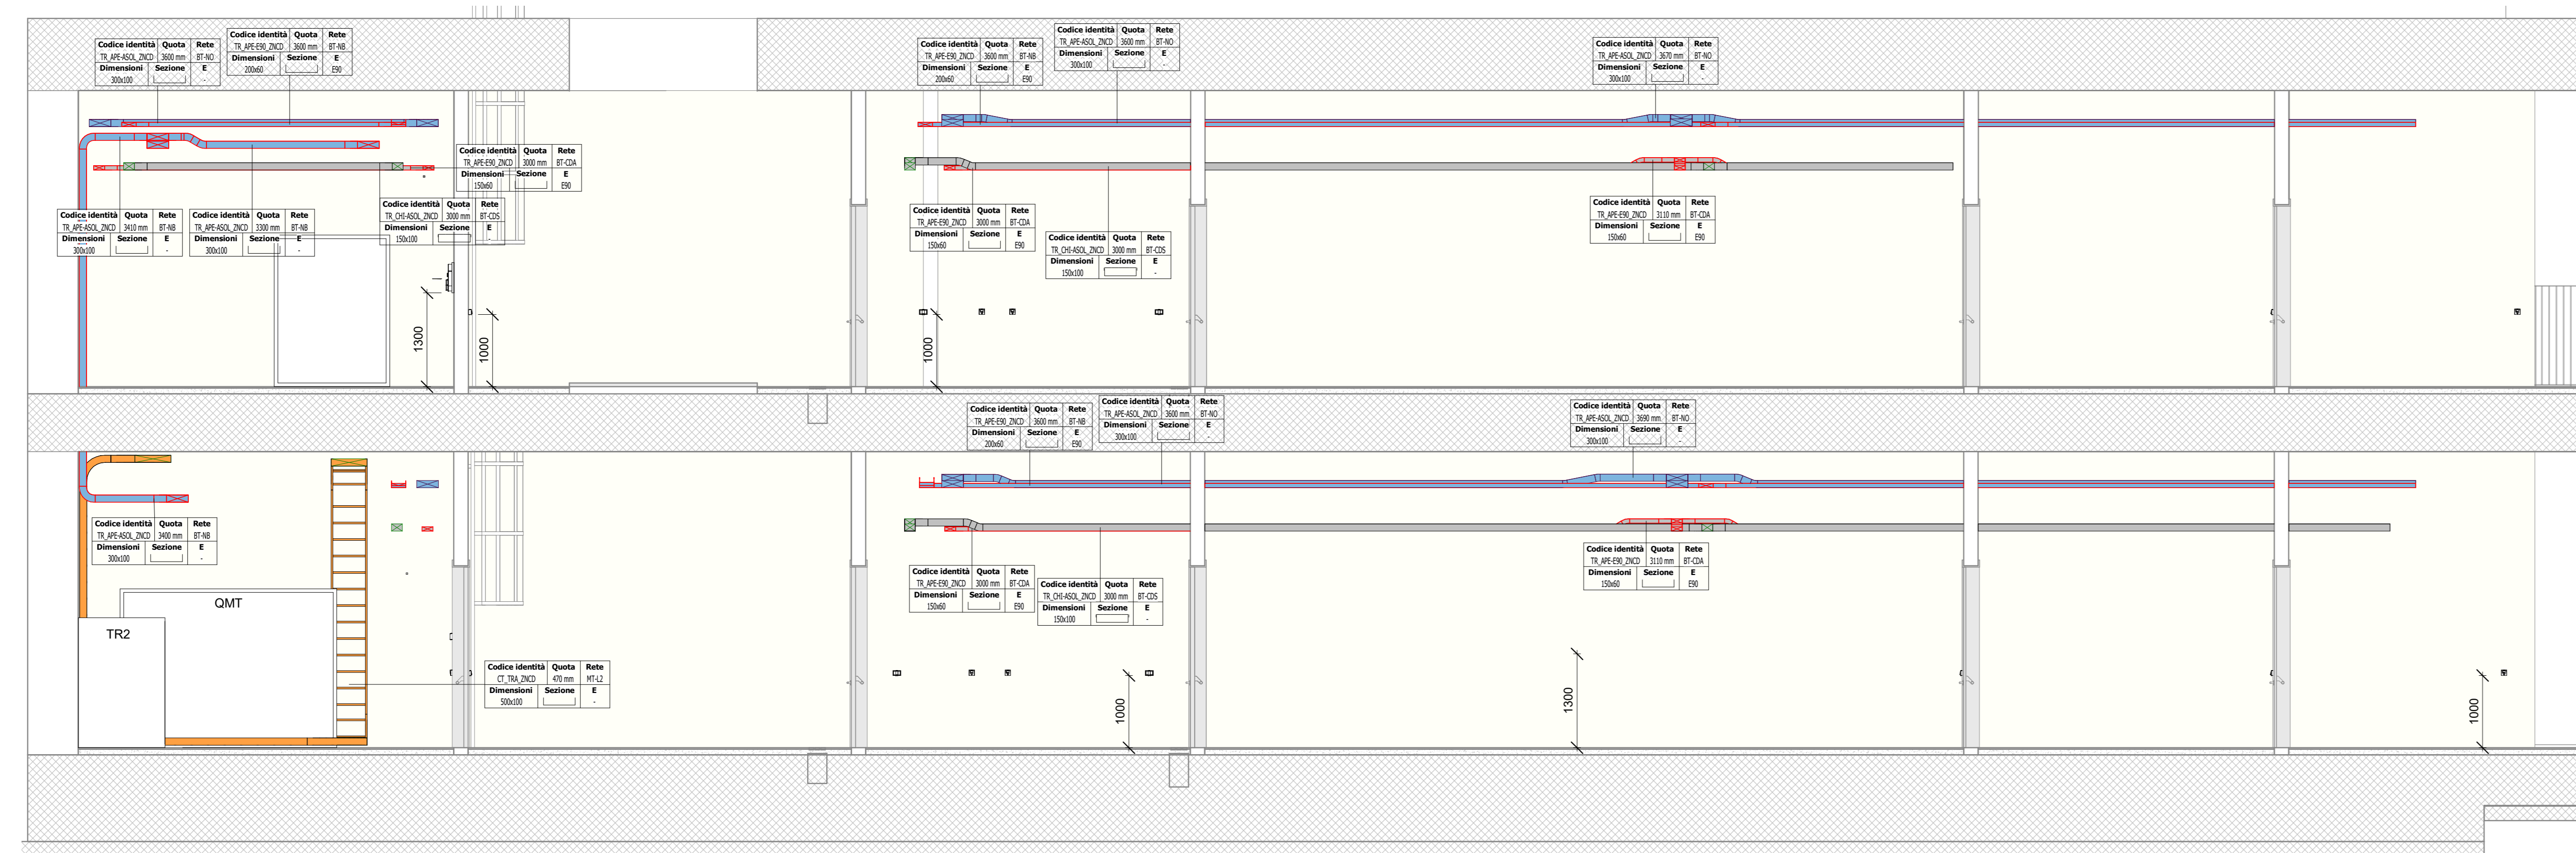 Codice identità Quota Rete
TR_APE-ASOL_ZNCD 3600 mm BT-NO
Dimensioni Sezione E
300x100 -
Codice identità Quota Rete
TR_APE-E90_ZNCD 3600 mm BT-NB
Dimensioni Sezione E
200x60 E90
Codice identità Quota Rete
TR_APE-E90_ZNCD 3600 mm BT-NB
Dimensioni Sezione E
200x60 E90
Codice identità Quota Rete
TR_APE-ASOL_ZNCD 3600 mm BT-NO
Dimensioni Sezione E
300x100 -
Codice identità Quota Rete
TR_APE-ASOL_ZNCD 3670 mm BT-NO
Dimensioni Sezione E
300x100 -
Codice identità Quota Rete
TR_APE-E90_ZNCD 3000 mm BT-CDA
Dimensioni Sezione E
150x60 E90
Codice identità Quota Rete
TR_APE-ASOL_ZNCD 3410 mm BT-NB
Dimensioni Sezione E
300x100 -
Codice identità Quota Rete
TR_APE-ASOL_ZNCD 3300 mm BT-NB
Dimensioni Sezione E
300x100 -
Codice identità Quota Rete
TR_CHI-ASOL_ZNCD 3000 mm BT-CDS
Dimensioni Sezione E
150x100 -
Codice identità Quota Rete
TR_APE-E90_ZNCD 3000 mm BT-CDA
Dimensioni Sezione E
150x60 E90
Codice identità Quota Rete
TR_CHI-ASOL_ZNCD 3000 mm BT-CDS
Dimensioni Sezione E
150x100 -
Codice identità Quota Rete
TR_APE-E90_ZNCD 3110 mm BT-CDA
Dimensioni Sezione E
150x60 E90
1300
1000
1000
Codice identità Quota Rete
TR_APE-E90_ZNCD 3600 mm BT-NB
Dimensioni Sezione E
200x60 E90
Codice identità Quota Rete
TR_APE-ASOL_ZNCD 3600 mm BT-NO
Dimensioni Sezione E
300x100 -
Codice identità Quota Rete
TR_APE-ASOL_ZNCD 3690 mm BT-NO
Dimensioni Sezione E
300x100 -
Codice identità Quota Rete
TR_APE-ASOL_ZNCD 3400 mm BT-NB
Dimensioni Sezione E
300x100 -
Codice identità Quota Rete
TR_APE-E90_ZNCD 3000 mm BT-CDA
Dimensioni Sezione E
150x60 E90
Codice identità Quota Rete
TR_CHI-ASOL_ZNCD 3000 mm BT-CDS
Dimensioni Sezione E
150x100 -
Codice identità Quota Rete
TR_APE-E90_ZNCD 3110 mm BT-CDA
Dimensioni Sezione E
150x60 E90
QMT
TR2
Codice identità Quota Rete
CT_TRA_ZNCD 470 mm MT-L2
Dimensioni Sezione E
500x100 -
1000
1300
1000